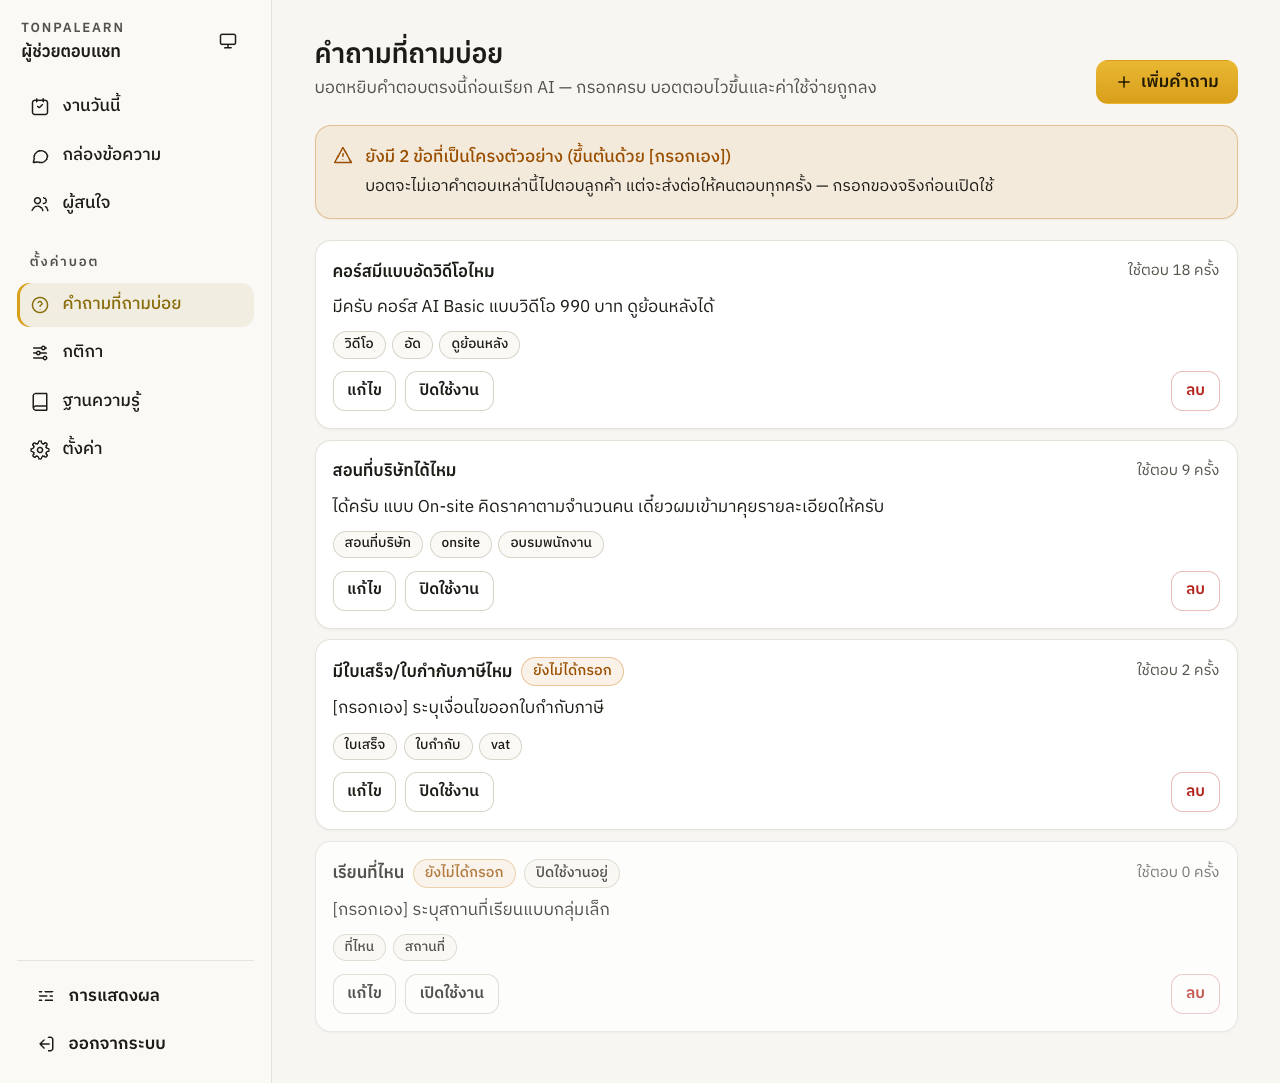 TONPALEARN
ผู้ช่วยตอบแชท
งานวันนี้
กล่องข้อความ
ผู้สนใจ
ตั้งค่าบอต
คำถามที่ถามบ่อย
กติกา
ฐานความรู้
ตั้งค่า
การแสดงผล
ออกจากระบบ
คำถามที่ถามบ่อย
บอตหยิบคำตอบตรงนี้ก่อนเรียก AI — กรอกครบ บอตตอบไวขึ้นและค่าใช้จ่ายถูกลง
เพิ่มคำถาม
ยังมี 2 ข้อที่เป็นโครงตัวอย่าง (ขึ้นต้นด้วย [กรอกเอง])
บอตจะไม่เอาคำตอบเหล่านี้ไปตอบลูกค้า แต่จะส่งต่อให้คนตอบทุกครั้ง — กรอกของจริงก่อนเปิดใช้
คอร์สมีแบบอัดวิดีโอไหม ใช้ตอบ 18 ครั้ง
มีครับ คอร์ส AI Basic แบบวิดีโอ 990 บาท ดูย้อนหลังได้
วิดีโอ อัด ดูย้อนหลัง
แก้ไข ปิดใช้งาน ลบ
สอนที่บริษัทได้ไหม ใช้ตอบ 9 ครั้ง
ได้ครับ แบบ On-site คิดราคาตามจำนวนคน เดี๋ยวผมเข้ามาคุยรายละเอียดให้ครับ
สอนที่บริษัท onsite อบรมพนักงาน
แก้ไข ปิดใช้งาน ลบ
มีใบเสร็จ/ใบกำกับภาษีไหม ยังไม่ได้กรอก ใช้ตอบ 2 ครั้ง
[กรอกเอง] ระบุเงื่อนไขออกใบกำกับภาษี
ใบเสร็จ ใบกำกับ vat
แก้ไข ปิดใช้งาน ลบ
เรียนที่ไหน ยังไม่ได้กรอก ปิดใช้งานอยู่ ใช้ตอบ 0 ครั้ง
[กรอกเอง] ระบุสถานที่เรียนแบบกลุ่มเล็ก
ที่ไหน สถานที่
แก้ไข เปิดใช้งาน ลบ